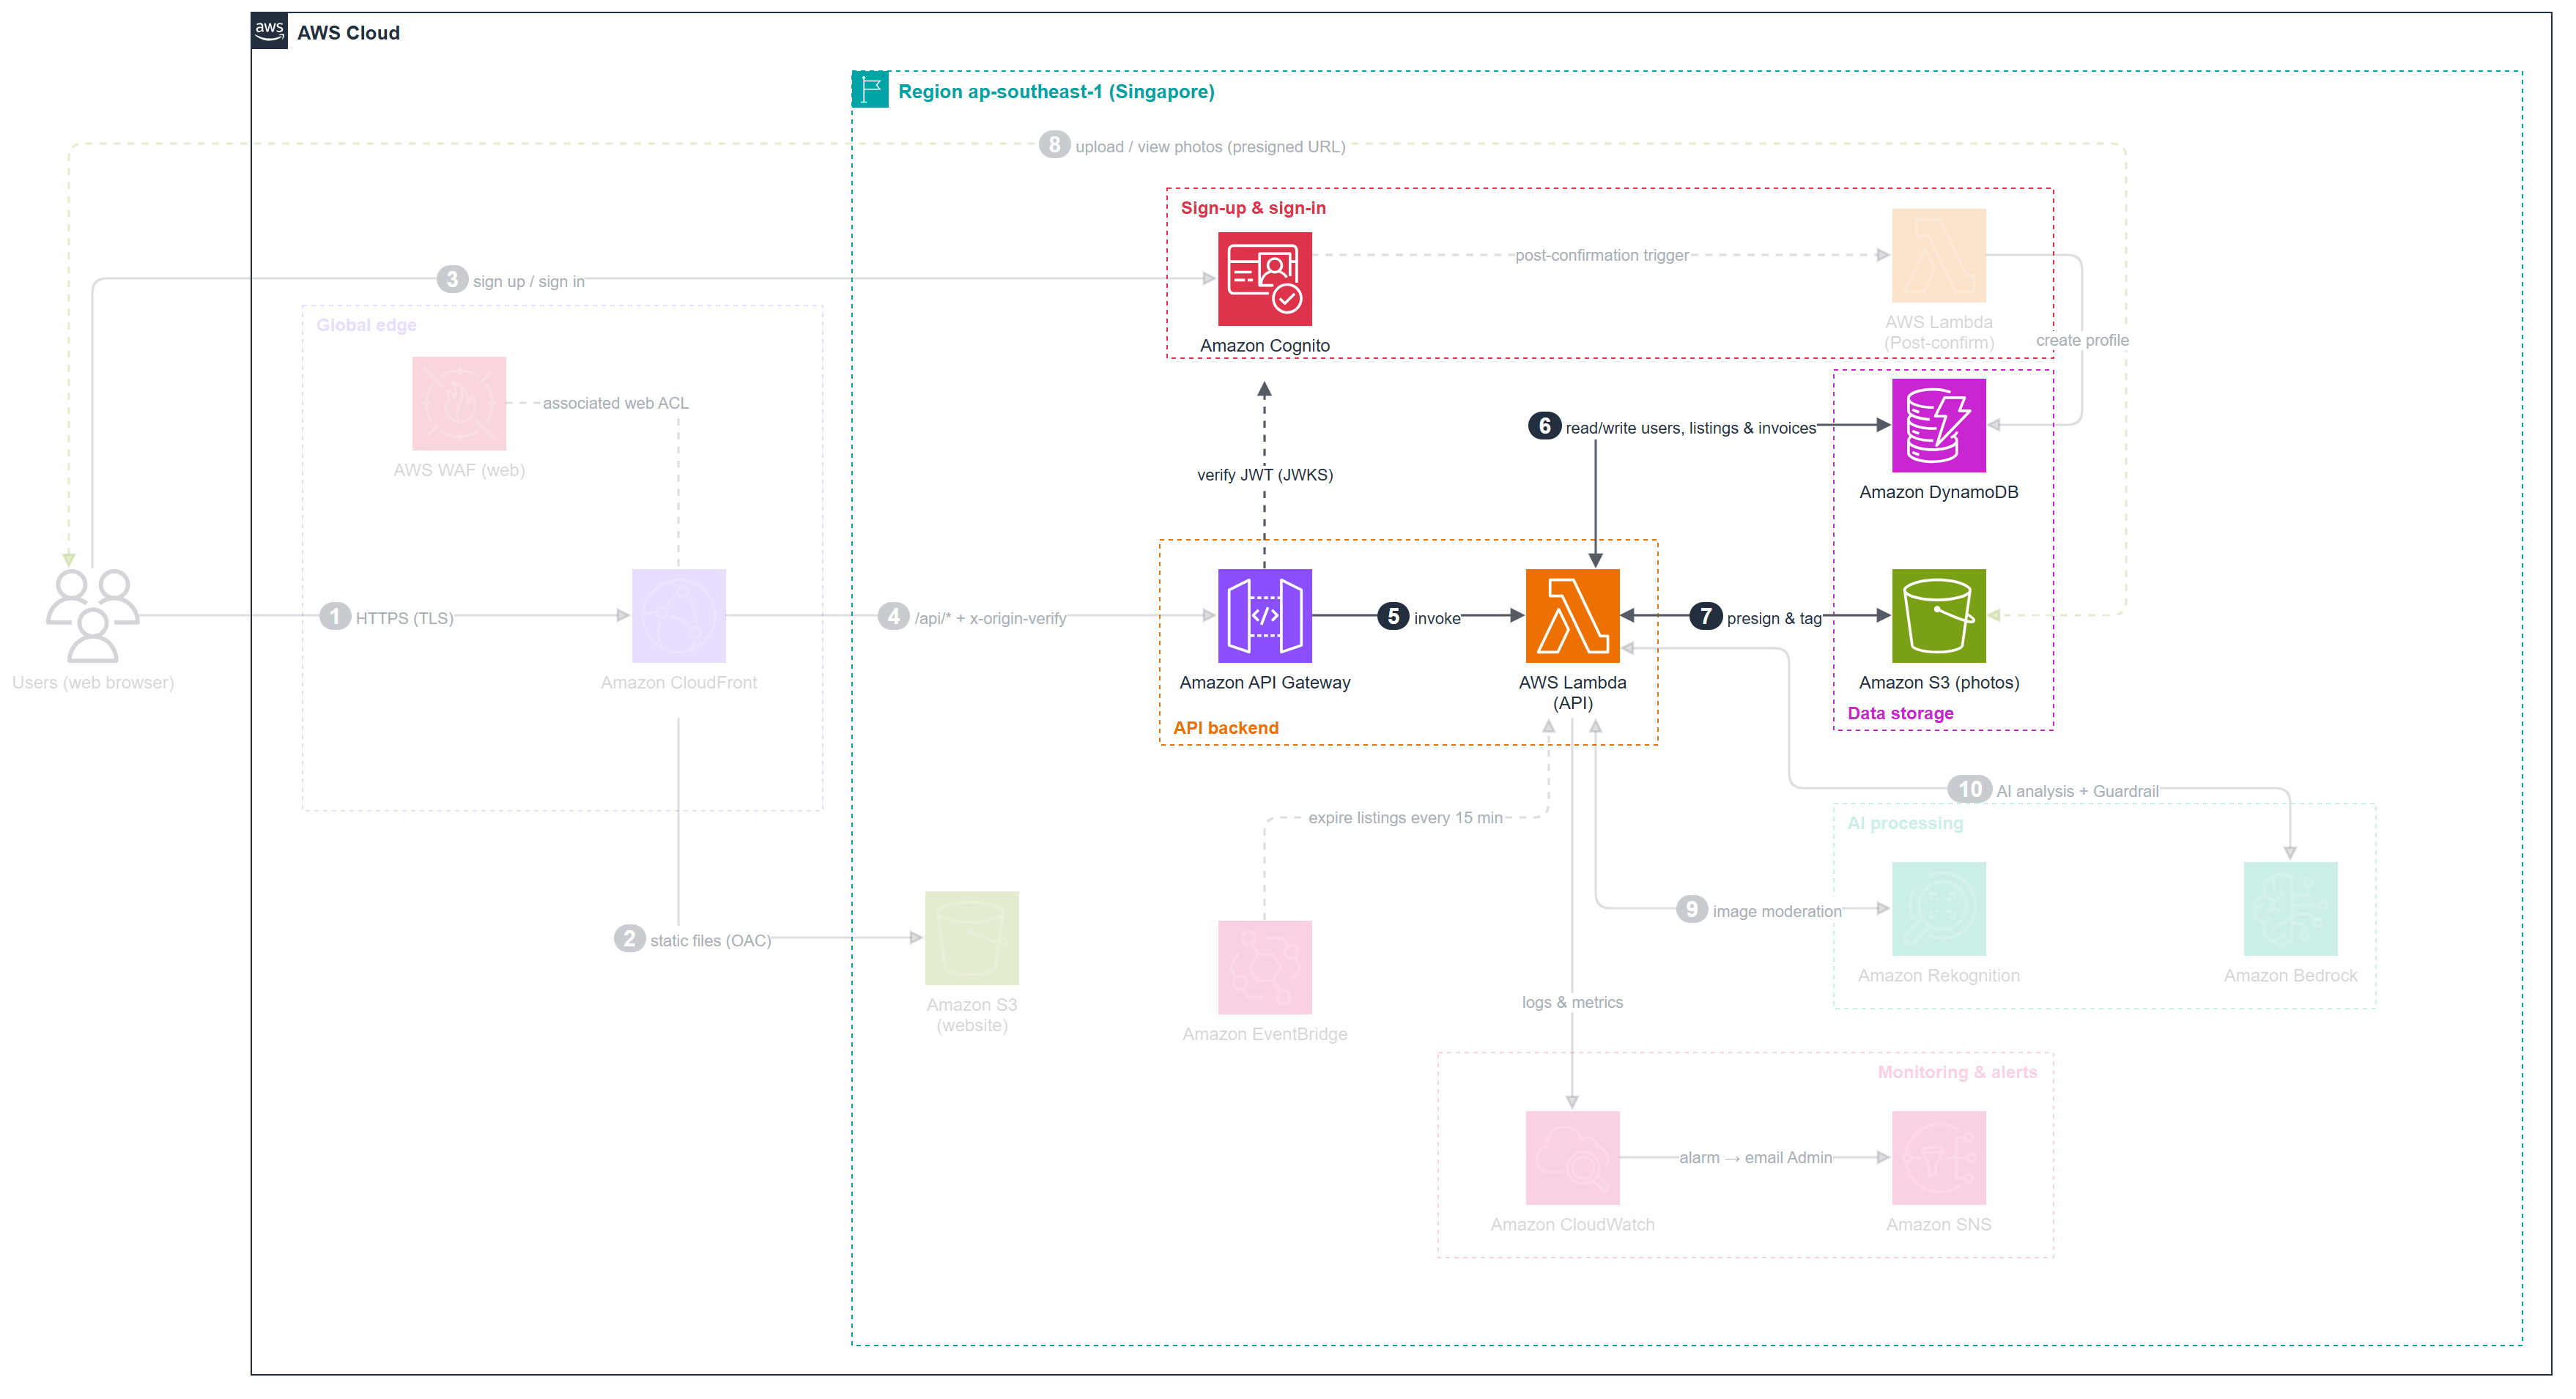 aws
AWS Cloud
Region ap-southeast-1 (Singapore)
8 upload / view photos (presigned URL)
Sign-up & sign-in
post-confirmation trigger
3 sign up / sign in
Amazon Cognito
AWS Lambda
(Post-confirm)
create profile
Global edge
associated web ACL
AWS WAF (web)
verify JWT (JWKS)
6 read/write users, listings & invoices
Amazon DynamoDB
1 HTTPS (TLS)
4 /api/* + x-origin-verify
5 invoke
7 presign & tag
Users (web browser)
Amazon CloudFront
Amazon API Gateway
AWS Lambda
(API)
Amazon S3 (photos)
Data storage
API backend
10 AI analysis + Guardrail
expire listings every 15 min
AI processing
9 image moderation
2 static files (OAC)
Amazon Rekognition
Amazon Bedrock
Amazon S3
(website)
logs & metrics
Amazon EventBridge
Monitoring & alerts
alarm → email Admin
Amazon CloudWatch
Amazon SNS